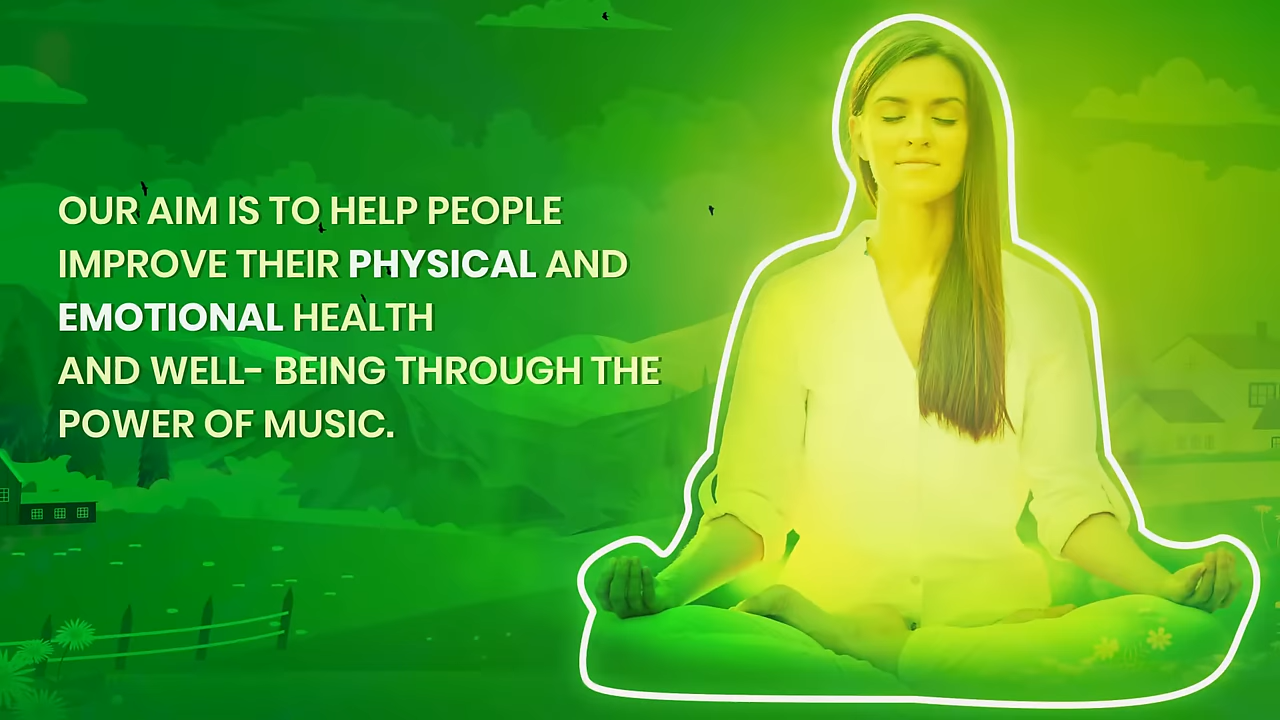 OUR AIM IS TO HELP PEOPLE
IMPROVE THEIR PHYSICAL AND
EMOTIONAL HEALTH
AND WELL- BEING THROUGH THE
POWER OF MUSIC.